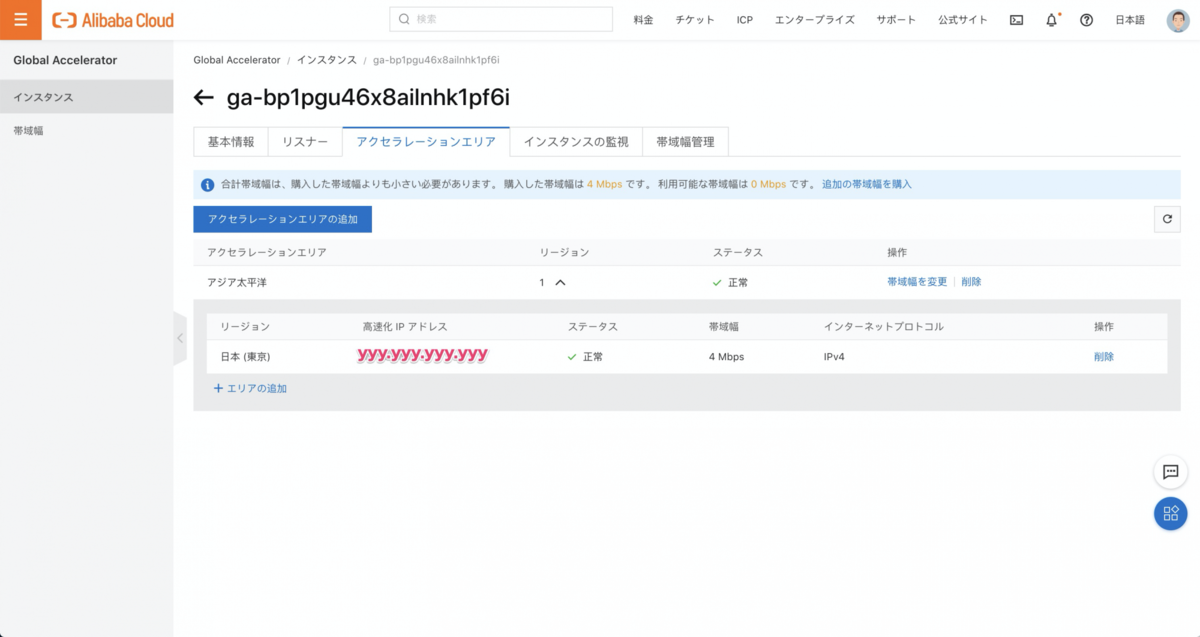 Alibaba Cloud
検索
料金 チケット ICP エンタープライズ サポート 公式サイト 日本語
Global Accelerator
インスタンス
帯域幅
Global Accelerator / インスタンス / ga-bp1pgu46x8ailnhk1pf6i
ga-bp1pgu46x8ailnhk1pf6i
基本情報 リスナー アクセラレーションエリア インスタンスの監視 帯域幅管理
合計帯域幅は、購入した帯域幅よりも小さい必要があります。 購入した帯域幅は 4 Mbps です。 利用可能な帯域幅は 0 Mbps です。 追加の帯域幅を購入
アクセラレーションエリアの追加
アクセラレーションエリア リージョン ステータス 操作
アジア太平洋 1 正常 帯域幅を変更 削除
リージョン 高速化 IP アドレス ステータス 帯域幅 インターネットプロトコル 操作
日本 (東京) yyy.yyy.yyy.yyy 正常 4 Mbps IPv4 削除
+ エリアの追加